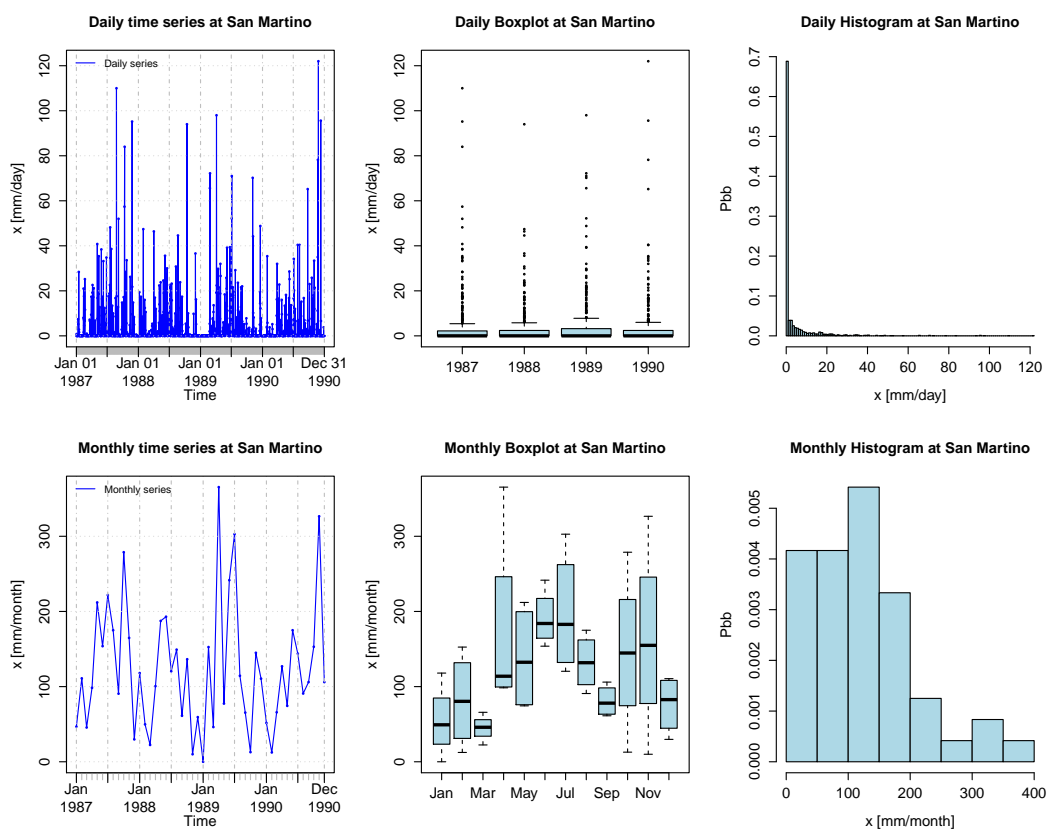 Daily time series at San Martino
x [mm/day]
120
100
80
60
40
20
0
Daily series
Jan 01 Jan 01 Jan 01 Jan 01 Dec 31
1987 1988 1989 1990 1990
Time
Daily Boxplot at San Martino
x [mm/day]
120
100
80
60
40
20
0
1987 1988 1989 1990
Daily Histogram at San Martino
Pbb
0.7
0.6
0.5
0.4
0.3
0.2
0.1
0.0
0 20 40 60 80 100 120
x [mm/day]
Monthly time series at San Martino
x [mm/month]
300
200
100
0
Monthly series
Jan Jan Jan Jan Dec
1987 1988 1989 1990 1990
Time
Monthly Boxplot at San Martino
x [mm/month]
300
200
100
0
Jan Mar May Jul Sep Nov
Monthly Histogram at San Martino
Pbb
0.005
0.004
0.003
0.002
0.001
0.000
0 100 200 300 400
x [mm/month]